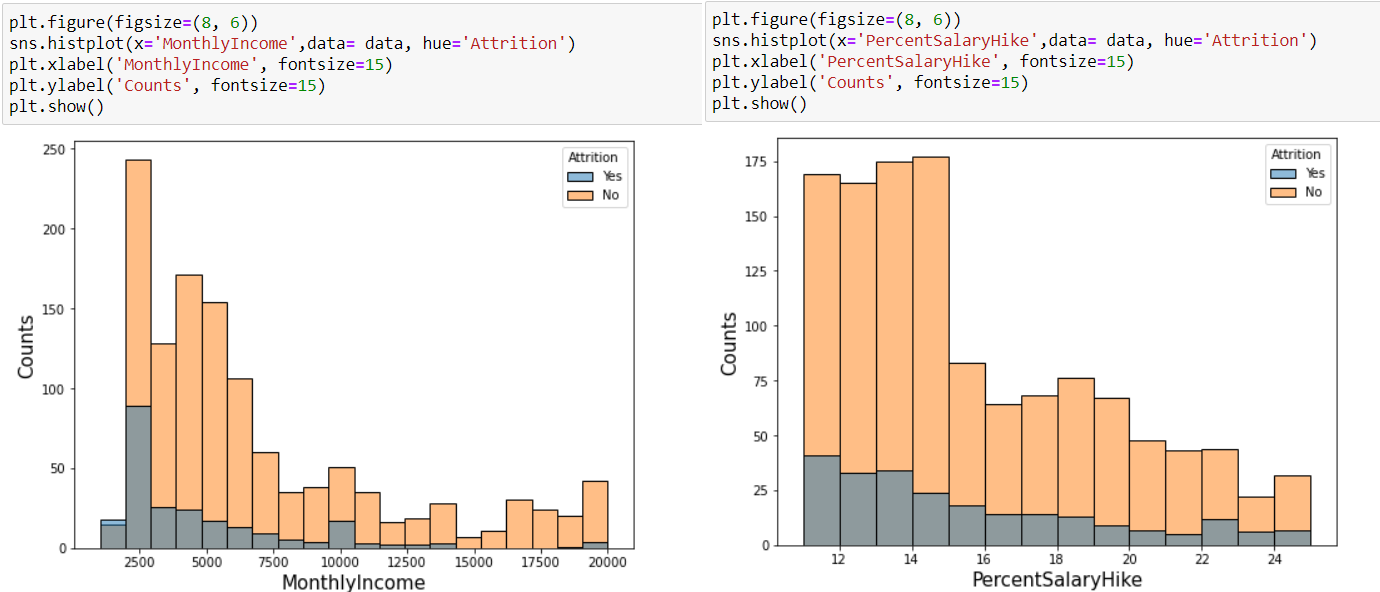 plt.figure(figsize=(8, 6))
sns.histplot(x='MonthlyIncome',data= data, hue='Attrition')
plt.xlabel('MonthlyIncome', fontsize=15)
plt.ylabel('Counts', fontsize=15)
plt.show()
250
200
150
100
50
0
Counts
Attrition
Yes
No
2500 5000 7500 10000 12500 15000 17500 20000
MonthlyIncome
plt.figure(figsize=(8, 6))
sns.histplot(x='PercentSalaryHike',data= data, hue='Attrition')
plt.xlabel('PercentSalaryHike', fontsize=15)
plt.ylabel('Counts', fontsize=15)
plt.show()
175
150
125
100
75
50
25
0
Counts
Attrition
Yes
No
12 14 16 18 20 22 24
PercentSalaryHike